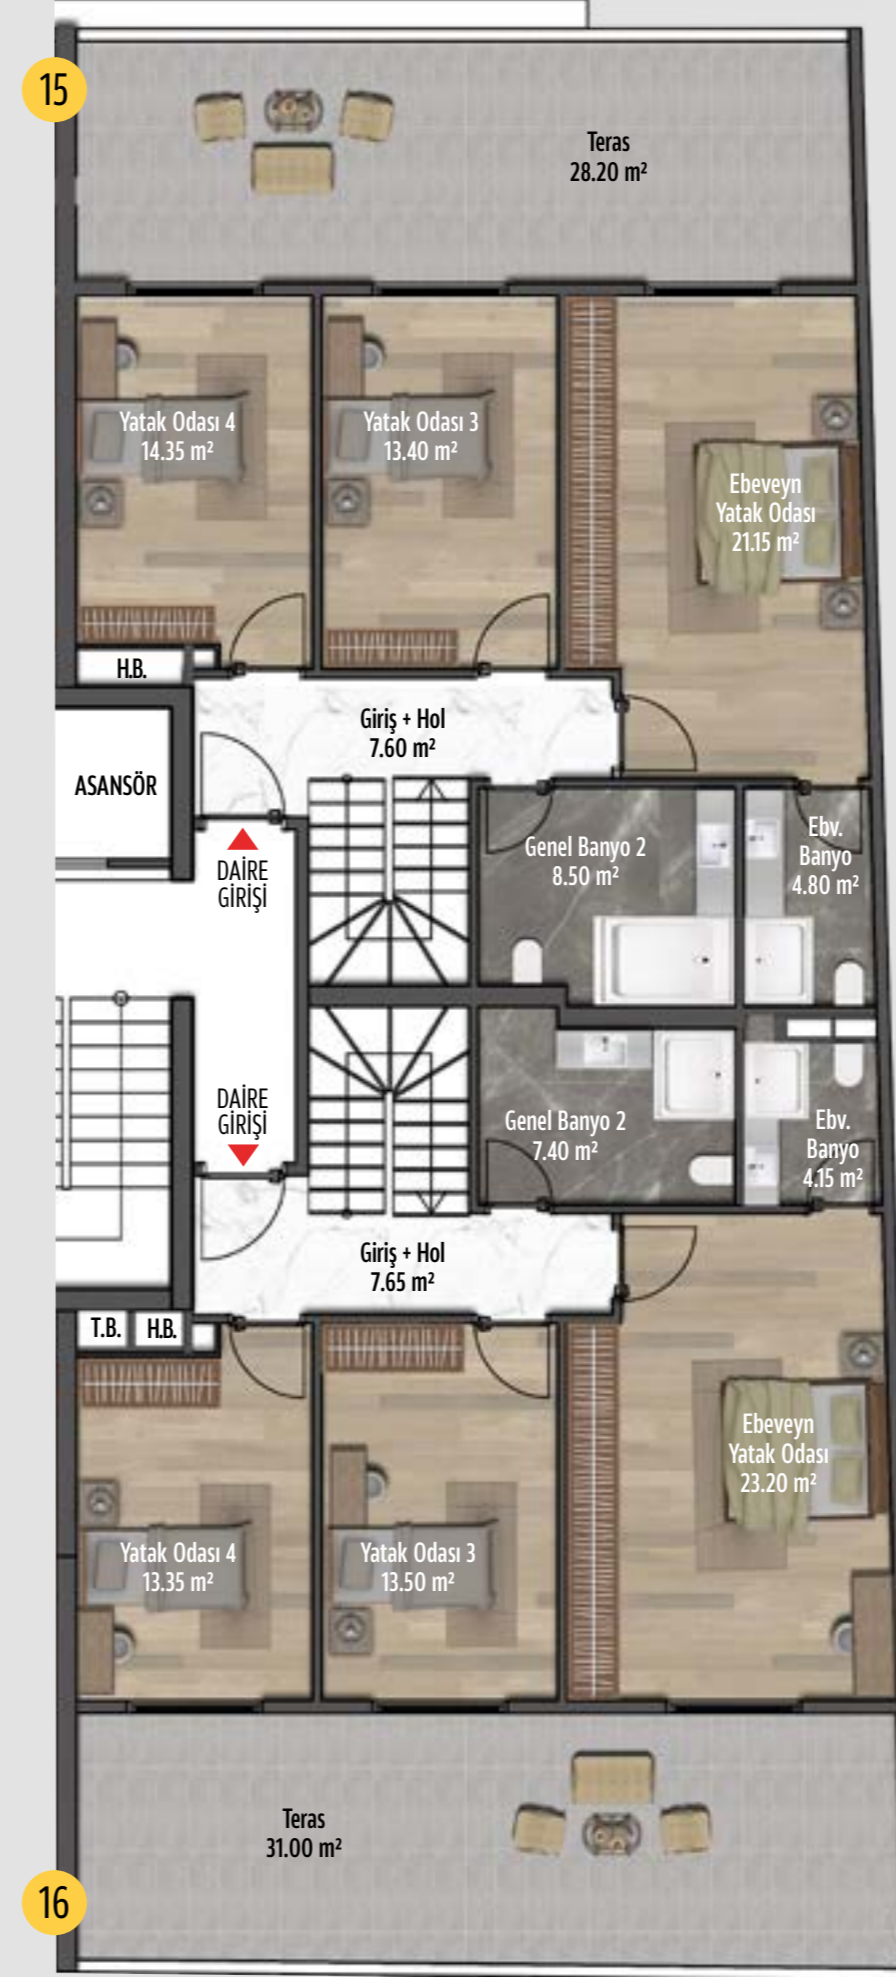 15
Teras
28.20 m²
Yatak Odası 4
14.35 m²
Yatak Odası 3
13.40 m²
Ebeveyn
Yatak Odası
21.15 m²
H.B.
Giriş + Hol
7.60 m²
ASANSÖR
DAİRE
GİRİŞİ
Genel Banyo 2
8.50 m²
Ebv.
Banyo
4.80 m²
DAİRE
GİRİŞİ
Genel Banyo 2
7.40 m²
Ebv.
Banyo
4.15 m²
Giriş + Hol
7.65 m²
T.B.
H.B.
Ebeveyn
Yatak Odası
23.20 m²
Yatak Odası 4
13.35 m²
Yatak Odası 3
13.50 m²
Teras
31.00 m²
16